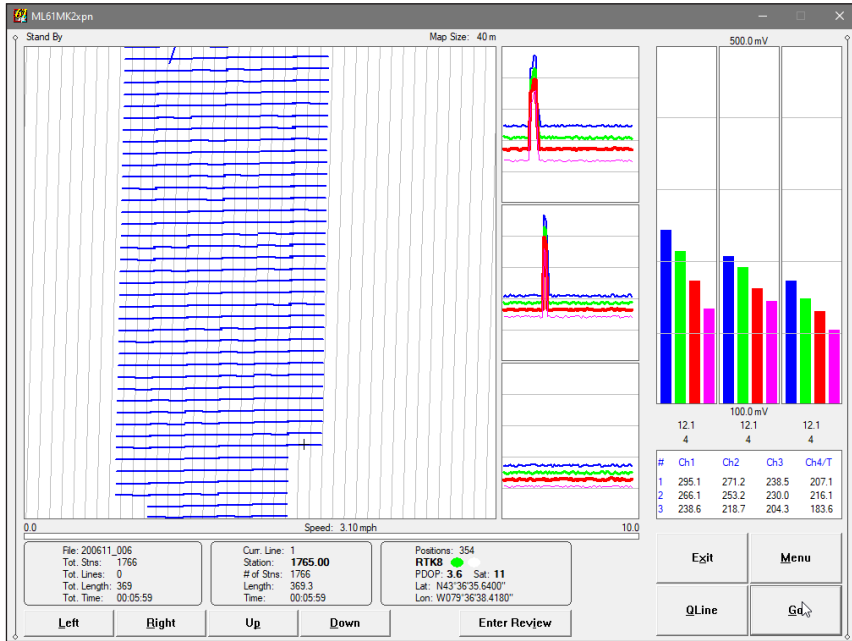 ML61MK2xpn
Stand By Map Size: 40 m
500.0 mV
100.0 mV
12.1 12.1 12.1
4 4 4
# Ch1 Ch2 Ch3 Ch4/T
1 295.1 271.2 238.5 207.1
2 266.1 253.2 230.0 216.1
3 238.6 218.7 204.3 183.6
0.0 Speed: 3.10 mph 10.0
File: 200611_006
Tot. Stns: 1766
Tot. Lines: 0
Tot. Length: 369
Tot. Time: 00:05:59
Curr. Line: 1
Station: 1765.00
# of Stns: 1766
Length: 369.3
Time: 00:05:59
Positions: 354
RTK8
PDOP: 3.6 Sat: 11
Lat: N43°36'35.6400"
Lon: W079°36'38.4180"
Exit Menu
QLine Go
Left Right Up Down Enter Review